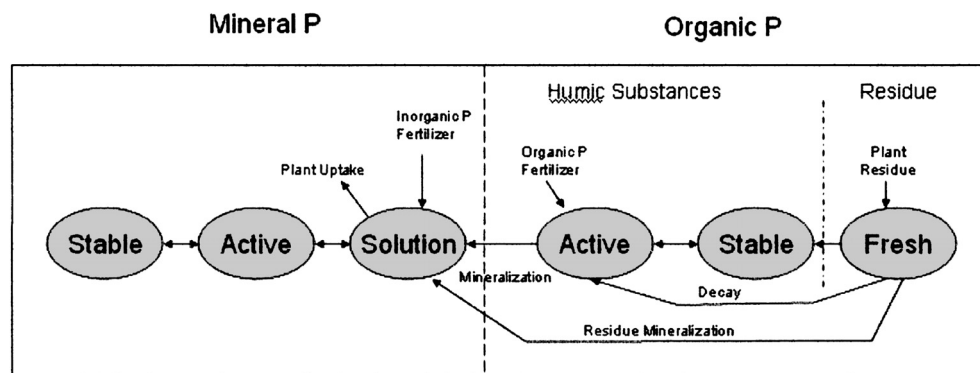 Mineral P
Organic P
Humic Substances
Residue
Inorganic P
Fertilizer
Organic P
Fertilizer
Plant
Residue
Plant Uptake
Stable
Active
Solution
Active
Stable
Fresh
Mineralization
Decay
Residue Mineralization